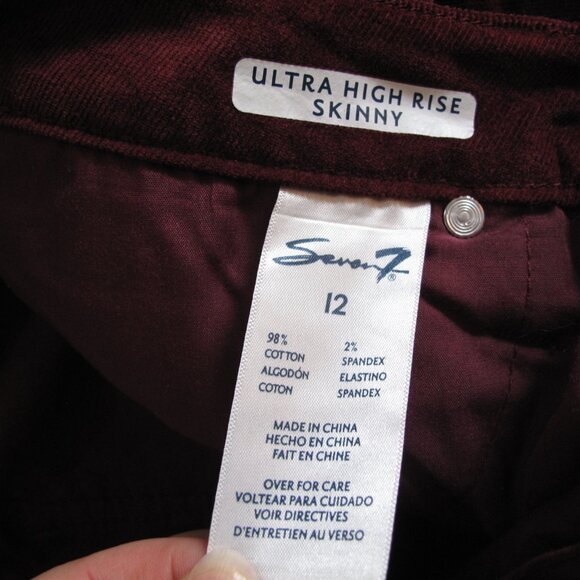 ULTRA HIGH RISE
SKINNY
Seven7®
12
98% 2%
COTTON SPANDEX
ALGODÓN ELASTINO
COTON SPANDEX
MADE IN CHINA
HECHO EN CHINA
FAIT EN CHINE
OVER FOR CARE
VOLTEAR PARA CUIDADO
VOIR DIRECTIVES
D'ENTRETIEN AU VERSO